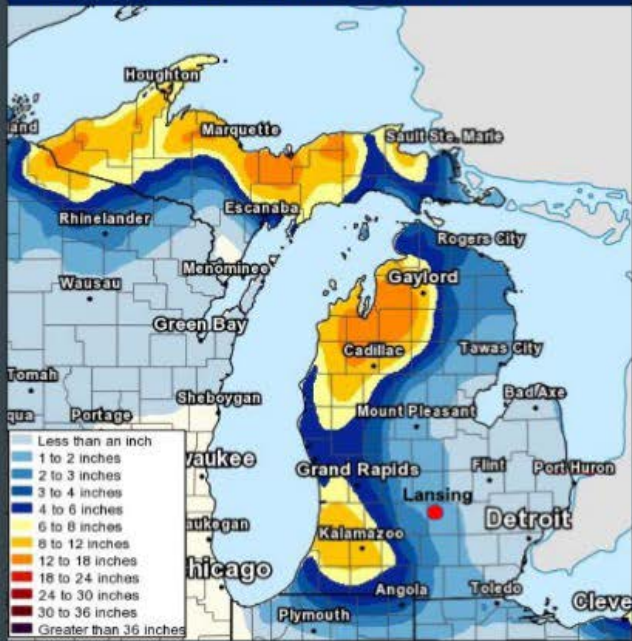 Houghton
land
Marquette
Sault Ste. Marie
Escanaba
Rhinelander
Rogers City
Menominee
Gaylord
Wausau
Green Bay
Cadillac
Tawas City
Tomah
Sheboygan
Bad Axe
qua
Portage
Mount Pleasant
Less than an inch
1 to 2 inches
2 to 3 inches
3 to 4 inches
4 to 6 inches
6 to 8 inches
8 to 12 inches
12 to 18 inches
18 to 24 inches
24 to 30 inches
30 to 36 inches
Greater than 36 inches
vaukee
Grand Rapids
Flint
Port Huron
Lansing
aukegan
Kalamazoo
Detroit
hicago
Angola
Toledo
Cleve
Plymouth